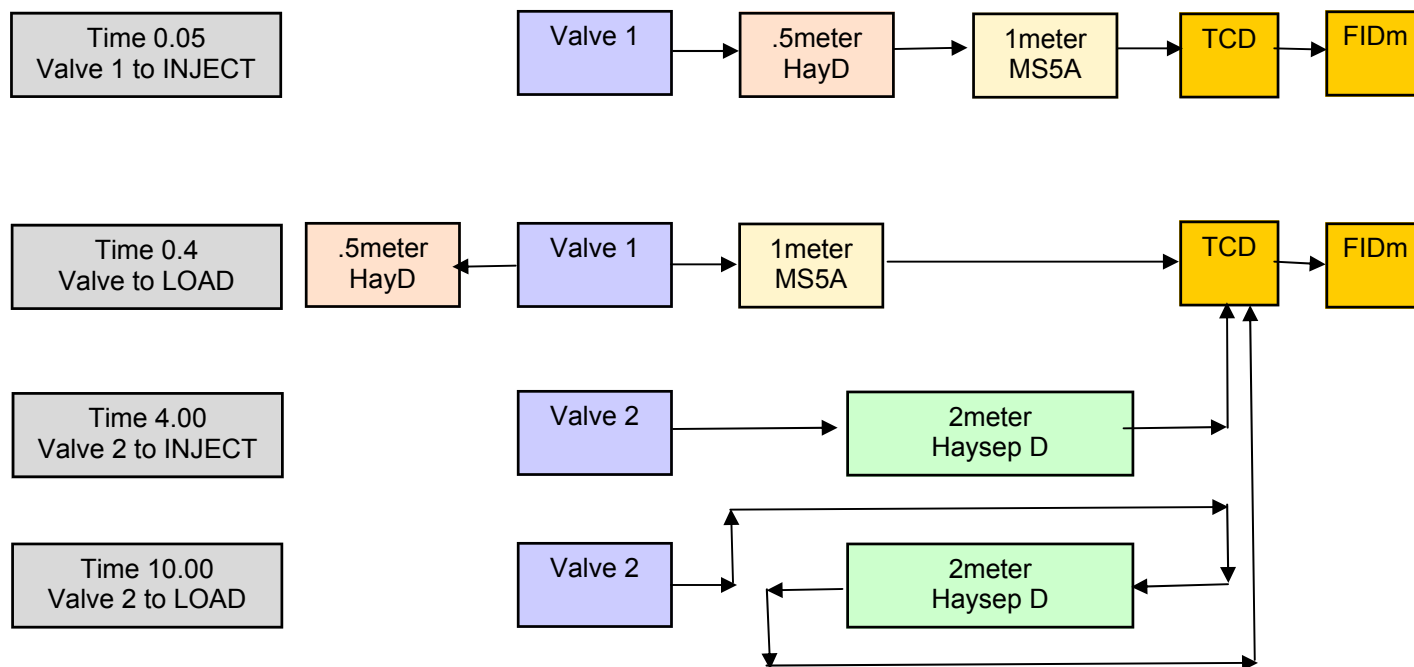 Time 0.05
Valve 1 to INJECT
Valve 1
.5meter
HayD
1meter
MS5A
TCD
FIDm
Time 0.4
Valve to LOAD
.5meter
HayD
Valve 1
1meter
MS5A
TCD
FIDm
Time 4.00
Valve 2 to INJECT
Valve 2
2meter
Haysep D
Time 10.00
Valve 2 to LOAD
Valve 2
2meter
Haysep D